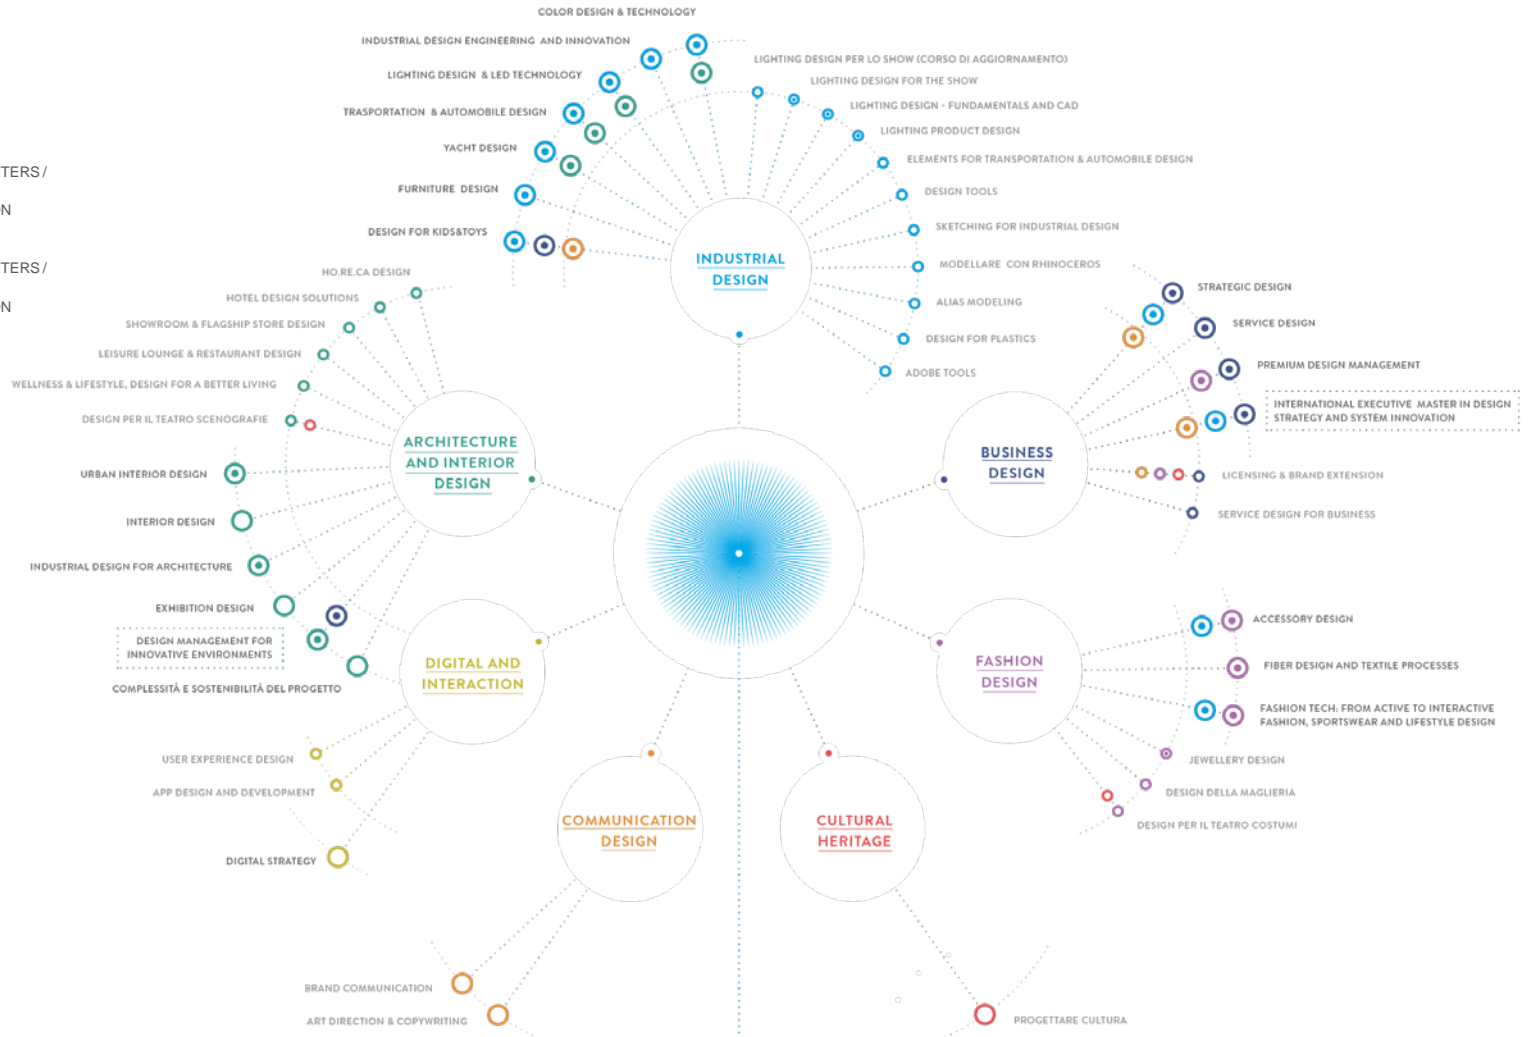 COLOR DESIGN & TECHNOLOGY
INDUSTRIAL DESIGN ENGINEERING AND INNOVATION
LIGHTING DESIGN & LED TECHNOLOGY
TRASPORTATION & AUTOMOBILE DESIGN
YACHT DESIGN
FURNITURE DESIGN
DESIGN FOR KIDS&TOYS
LIGHTING DESIGN PER LO SHOW (CORSO DI AGGIORNAMENTO)
LIGHTING DESIGN FOR THE SHOW
LIGHTING DESIGN - FUNDAMENTALS AND CAD
LIGHTING PRODUCT DESIGN
ELEMENTS FOR TRANSPORTATION & AUTOMOBILE DESIGN
DESIGN TOOLS
SKETCHING FOR INDUSTRIAL DESIGN
MODELLARE CON RHINOCEROS
ALIAS MODELING
DESIGN FOR PLASTICS
ADOBE TOOLS
INDUSTRIAL
DESIGN
TERS /
ON
TERS /
ON
HO.RE.CA DESIGN
HOTEL DESIGN SOLUTIONS
SHOWROOM & FLAGSHIP STORE DESIGN
LEISURE LOUNGE & RESTAURANT DESIGN
WELLNESS & LIFESTYLE, DESIGN FOR A BETTER LIVING
DESIGN PER IL TEATRO SCENOGRAFIE
URBAN INTERIOR DESIGN
INTERIOR DESIGN
INDUSTRIAL DESIGN FOR ARCHITECTURE
EXHIBITION DESIGN
DESIGN MANAGEMENT FOR
INNOVATIVE ENVIRONMENTS
COMPLESSITÀ E SOSTENIBILITÀ DEL PROGETTO
ARCHITECTURE
AND INTERIOR
DESIGN
STRATEGIC DESIGN
SERVICE DESIGN
PREMIUM DESIGN MANAGEMENT
INTERNATIONAL EXECUTIVE MASTER IN DESIGN
STRATEGY AND SYSTEM INNOVATION
LICENSING & BRAND EXTENSION
SERVICE DESIGN FOR BUSINESS
BUSINESS
DESIGN
DIGITAL AND
INTERACTION
USER EXPERIENCE DESIGN
APP DESIGN AND DEVELOPMENT
DIGITAL STRATEGY
FASHION
DESIGN
ACCESSORY DESIGN
FIBER DESIGN AND TEXTILE PROCESSES
FASHION TECH: FROM ACTIVE TO INTERACTIVE
FASHION, SPORTSWEAR AND LIFESTYLE DESIGN
JEWELLERY DESIGN
DESIGN DELLA MAGLIERIA
DESIGN PER IL TEATRO COSTUMI
COMMUNICATION
DESIGN
BRAND COMMUNICATION
ART DIRECTION & COPYWRITING
CULTURAL
HERITAGE
PROGETTARE CULTURA